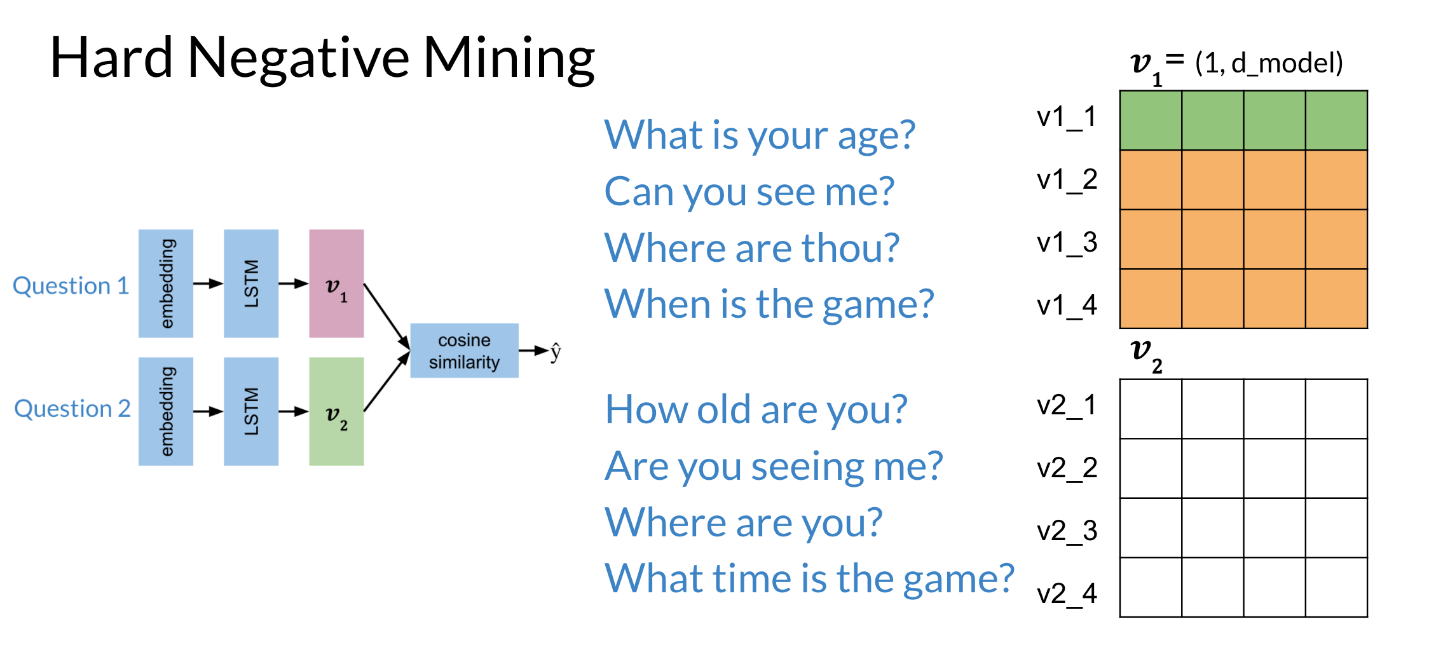 Hard Negative Mining
Question 1
embedding
LSTM
v1
Question 2
embedding
LSTM
v2
cosine
similarity
ŷ
What is your age?
Can you see me?
Where are thou?
When is the game?
How old are you?
Are you seeing me?
Where are you?
What time is the game?
v1= (1, d_model)
v1_1
v1_2
v1_3
v1_4
v2
v2_1
v2_2
v2_3
v2_4